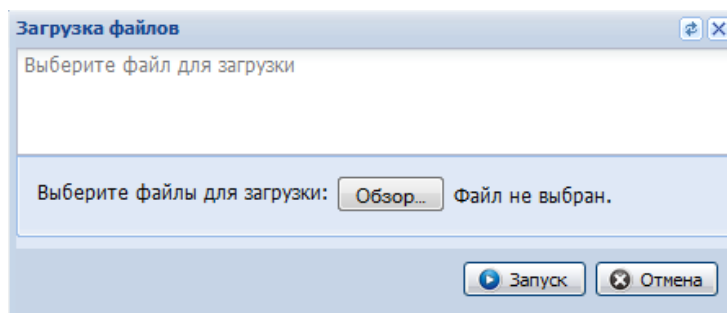 Загрузка файлов
Выберите файл для загрузки
Выберите файлы для загрузки: Обзор... Файл не выбран.
Запуск Отмена